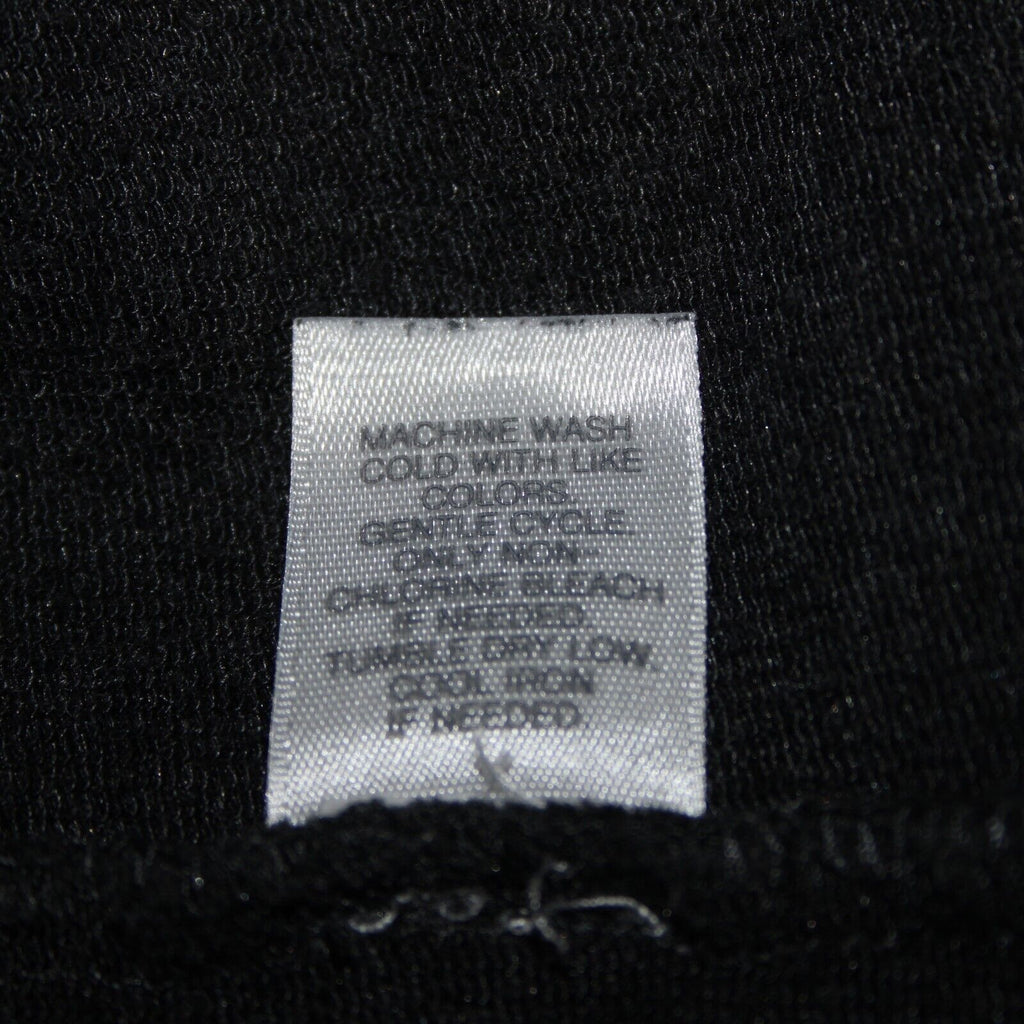 MACHINE WASH
COLD WITH LIKE
COLORS.
GENTLE CYCLE
ONLY NON
CHLORINE BLEACH
IF NEEDED.
TUMBLE DRY LOW
COOL IRON
IF NEEDED.